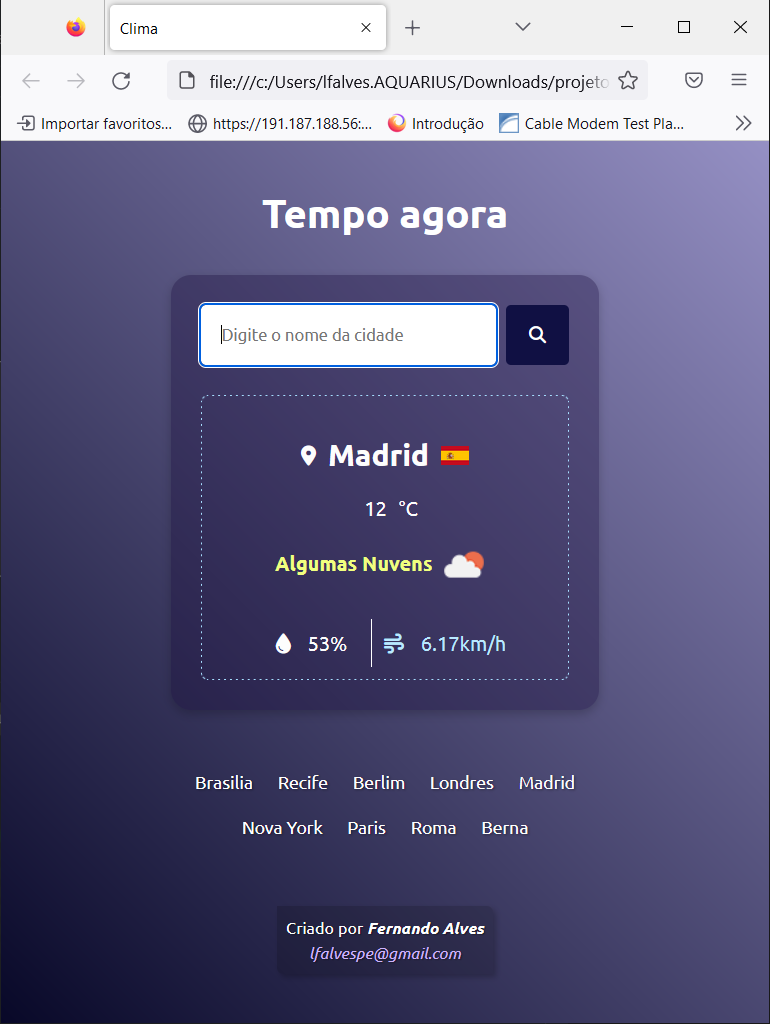 Clima
file:///c:/Users/lfalves.AQUARIUS/Downloads/projeto
Importar favoritos... https://191.187.188.56:... Introdução Cable Modem Test Pla...
Tempo agora
Digite o nome da cidade
Madrid
12 °C
Algumas Nuvens
53% 6.17km/h
Brasilia Recife Berlim Londres Madrid
Nova York Paris Roma Berna
Criado por Fernando Alves
lfalvespe@gmail.com